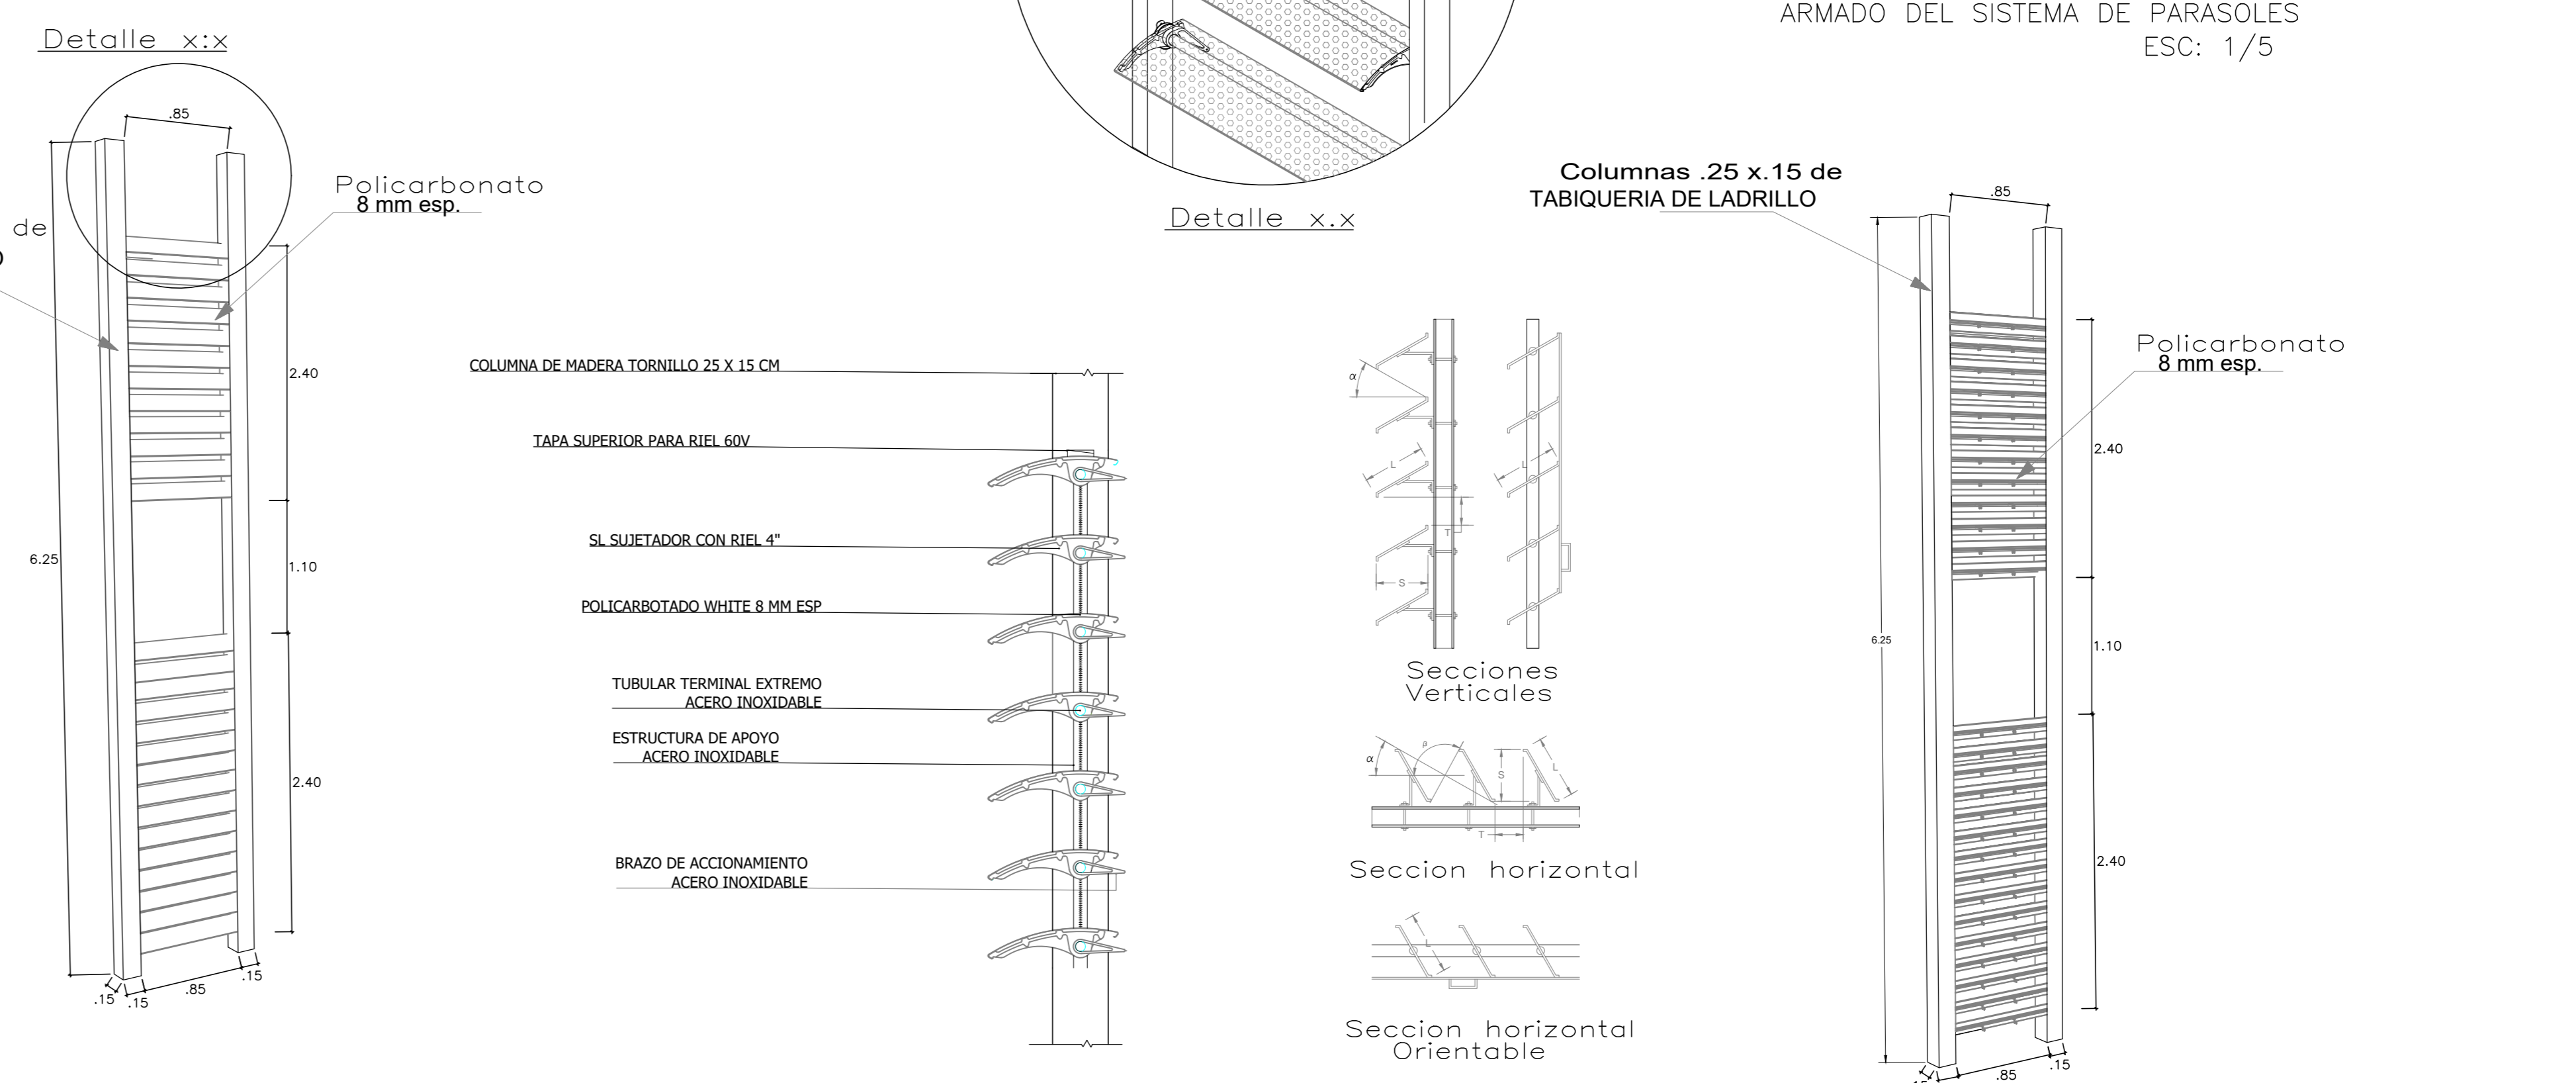 Detalle x:x
.85
Policarbonato
8 mm esp.
de
6.25
2.40
1.10
2.40
.15
.15
.85
.15
COLUMNA DE MADERA TORNILLO 25 X 15 CM
TAPA SUPERIOR PARA RIEL 60V
SL SUJETADOR CON RIEL 4"
POLICARBOTADO WHITE 8 MM ESP
TUBULAR TERMINAL EXTREMO
ACERO INOXIDABLE
ESTRUCTURA DE APOYO
ACERO INOXIDABLE
BRAZO DE ACCIONAMIENTO
ACERO INOXIDABLE
Detalle x.x
α
L
L
T
S
Secciones
Verticales
α
β
S
L
T
Seccion horizontal
L
Seccion horizontal
Orientable
ARMADO DEL SISTEMA DE PARASOLES
ESC: 1/5
Columnas .25 x.15 de
TABIQUERIA DE LADRILLO
.85
Policarbonato
8 mm esp.
6.25
2.40
1.10
2.40
.85
.15